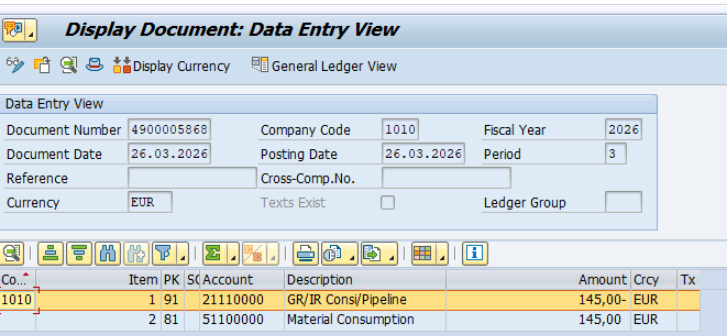 Display Document: Data Entry View
Display Currency General Ledger View
Data Entry View
Document Number 4900005868 Company Code 1010 Fiscal Year 2026
Document Date 26.03.2026 Posting Date 26.03.2026 Period 3
Reference Cross-Comp.No.
Currency EUR Texts Exist Ledger Group
Co... Item PK SG Account Description Amount Crcy Tx
1010 1 91 21110000 GR/IR Consi/Pipeline 145,00- EUR
2 81 51100000 Material Consumption 145,00 EUR